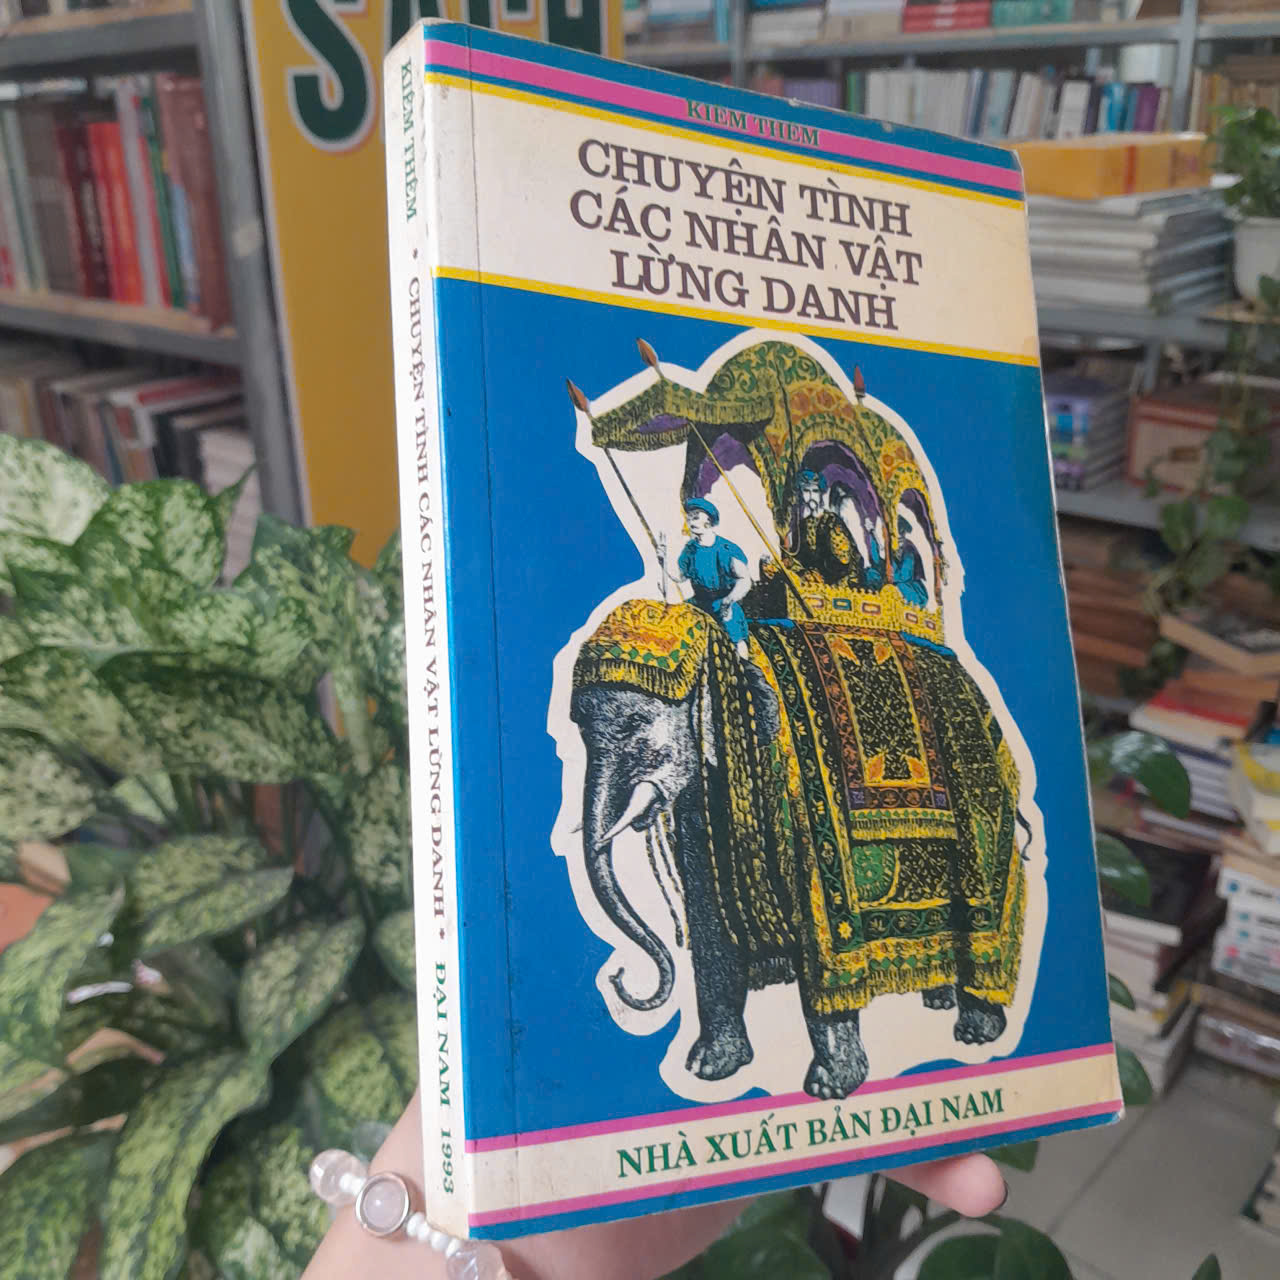 SÁCH
KIÊM THÊM
CHUYỆN TÌNH
CÁC NHÂN VẬT
LỪNG DANH
NHÀ XUẤT BẢN ĐẠI NAM
KIÊM THÊM * CHUYỆN TÌNH CÁC NHÂN VẬT LỪNG DANH * ĐẠI NAM 1993